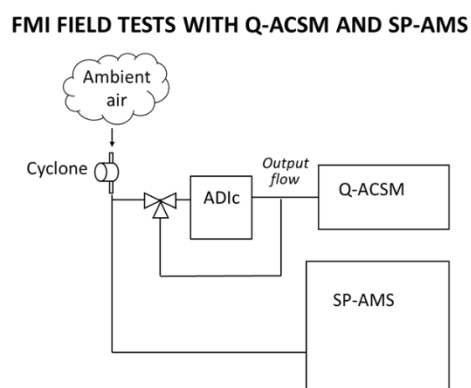 FMI FIELD TESTS WITH Q-ACSM AND SP-AMS
Ambient
air
Cyclone
ADIc
Output
flow
Q-ACSM
SP-AMS